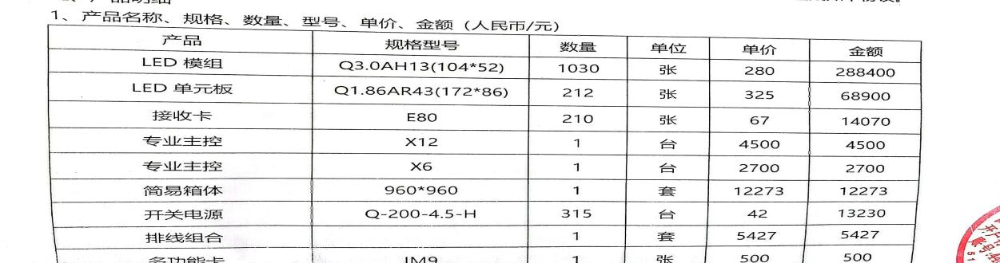 产品明细
1、产品名称、规格、数量、型号、单价、金额（人民币/元）
产品 规格型号 数量 单位 单价 金额
LED 模组 Q3.0AH13(104*52) 1030 张 280 288400
LED 单元板 Q1.86AR43(172*86) 212 张 325 68900
接收卡 E80 210 张 67 14070
专业主控 X12 1 台 4500 4500
专业主控 X6 1 台 2700 2700
简易箱体 960*960 1 套 12273 12273
开关电源 Q-200-4.5-H 315 台 42 13230
排线组合 1 套 5427 5427
多功能卡 JM9 1 张 500 500